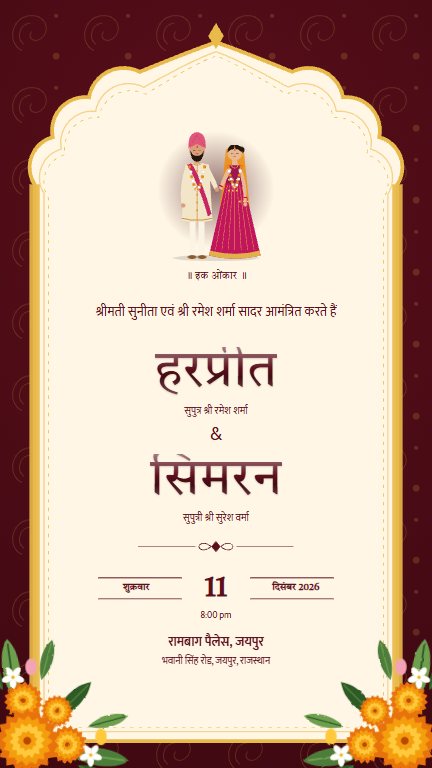 ॥ इक ओंकार ॥
श्रीमती सुनीता एवं श्री रमेश शर्मा सादर आमंत्रित करते हैं
हरप्रीत
सुपुत्र श्री रमेश शर्मा
&
सिमरन
सुपुत्री श्री सुरेश वर्मा
शुक्रवार 11 दिसंबर 2026
8:00 pm
रामबाग पैलेस, जयपुर
भवानी सिंह रोड, जयपुर, राजस्थान